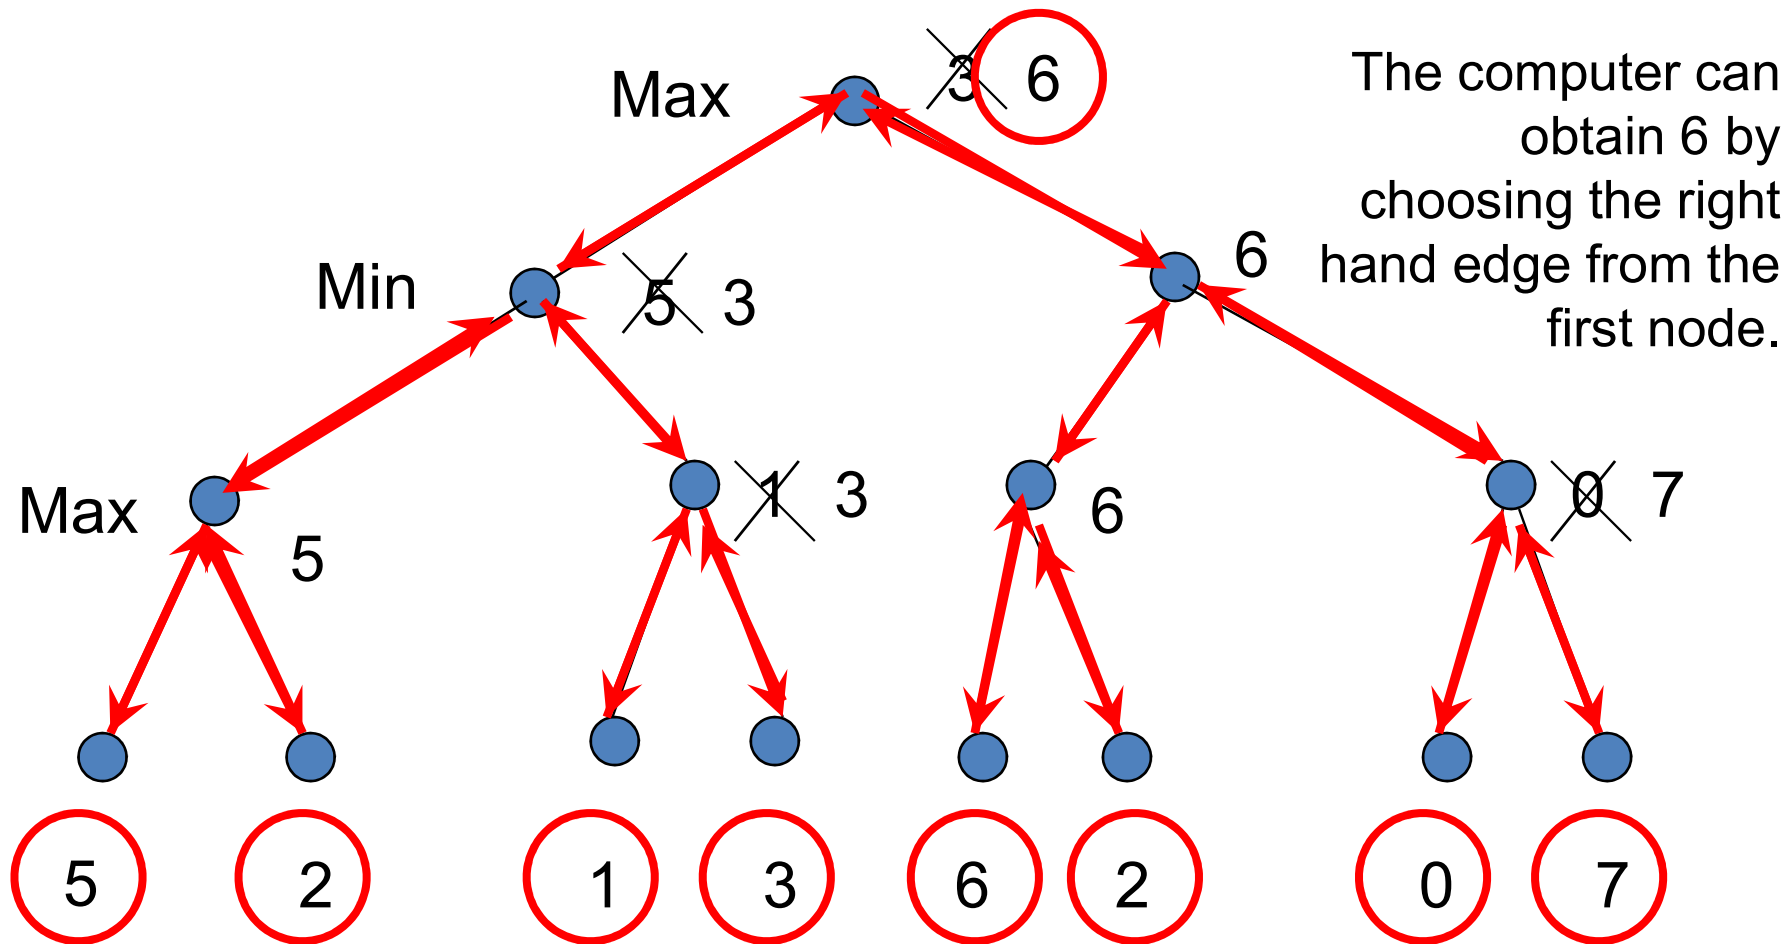 Max
3 6
The computer can
obtain 6 by
choosing the right
hand edge from the
first node.
Min
5 3
6
Max
5
1 3
6
0 7
5 2 1 3 6 2 0 7